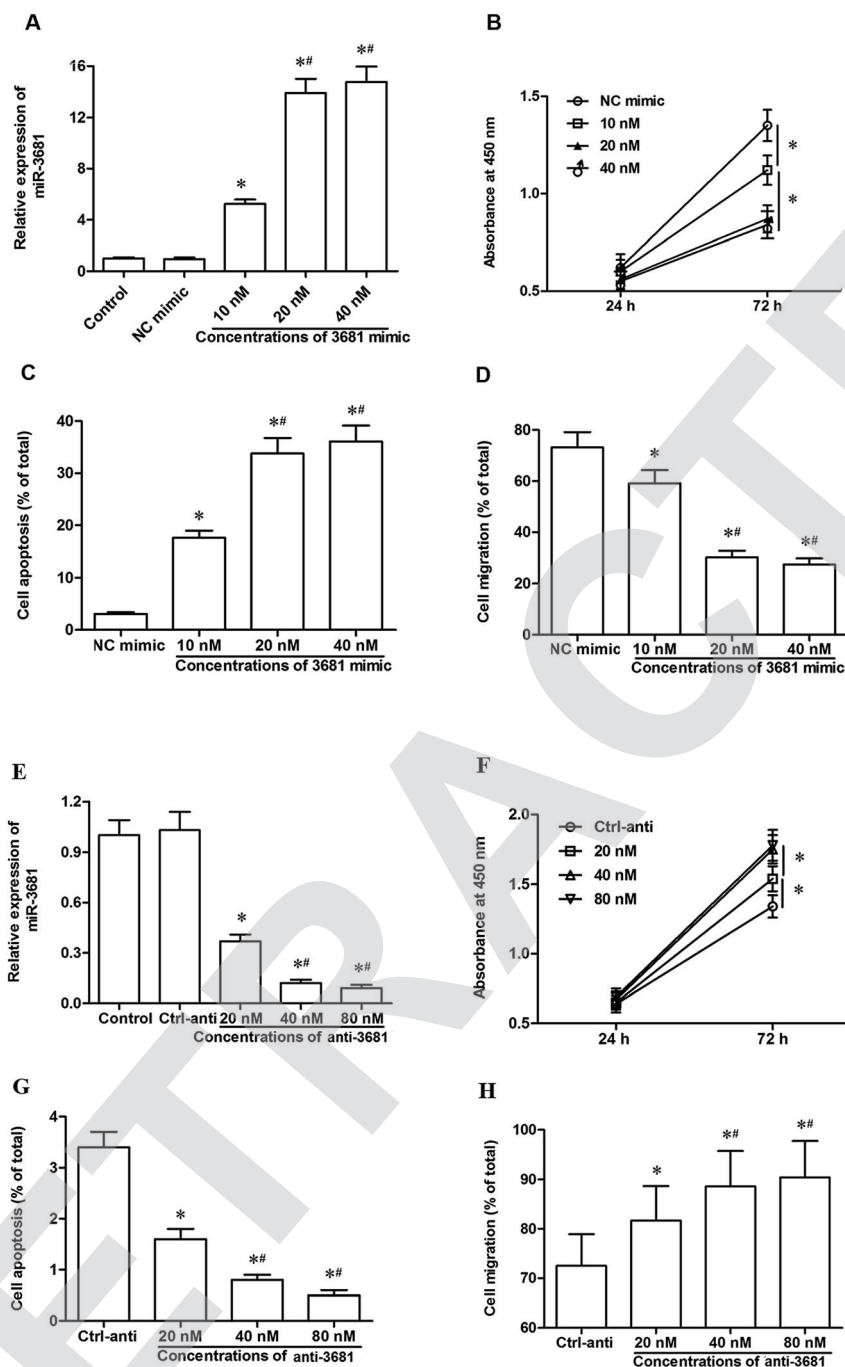 A
Relative expression of
miR-3681
16
12
8
4
0
*
*#
*#
Control
NC mimic
10 nM
20 nM
40 nM
Concentrations of 3681 mimic
B
Absorbance at 450 nm
1.5
1.0
0.5
NC mimic
10 nM
20 nM
40 nM
*
*
24 h
72 h
C
Cell apoptosis (% of total)
40
30
20
10
0
*
*#
*#
NC mimic
10 nM
20 nM
40 nM
Concentrations of 3681 mimic
D
Cell migration (% of total)
80
60
40
20
0
*
*#
*#
NC mimic
10 nM
20 nM
40 nM
Concentrations of 3681 mimic
E
Relative expression of
miR-3681
1.2
0.9
0.6
0.3
0.0
*
*#
*#
Control
Ctrl-anti
20 nM
40 nM
80 nM
Concentrations of anti-3681
F
Absorbance at 450 nm
2.0
1.5
1.0
0.5
Ctrl-anti
20 nM
40 nM
80 nM
*
*
24 h
72 h
G
Cell apoptosis (% of total)
4
3
2
1
0
*
*#
*#
Ctrl-anti
20 nM
40 nM
80 nM
Concentrations of anti-3681
H
Cell migration (% of total)
100
90
80
70
60
*
*#
*#
Ctrl-anti
20 nM
40 nM
80 nM
Concentrations of anti-3681
ETRACTE